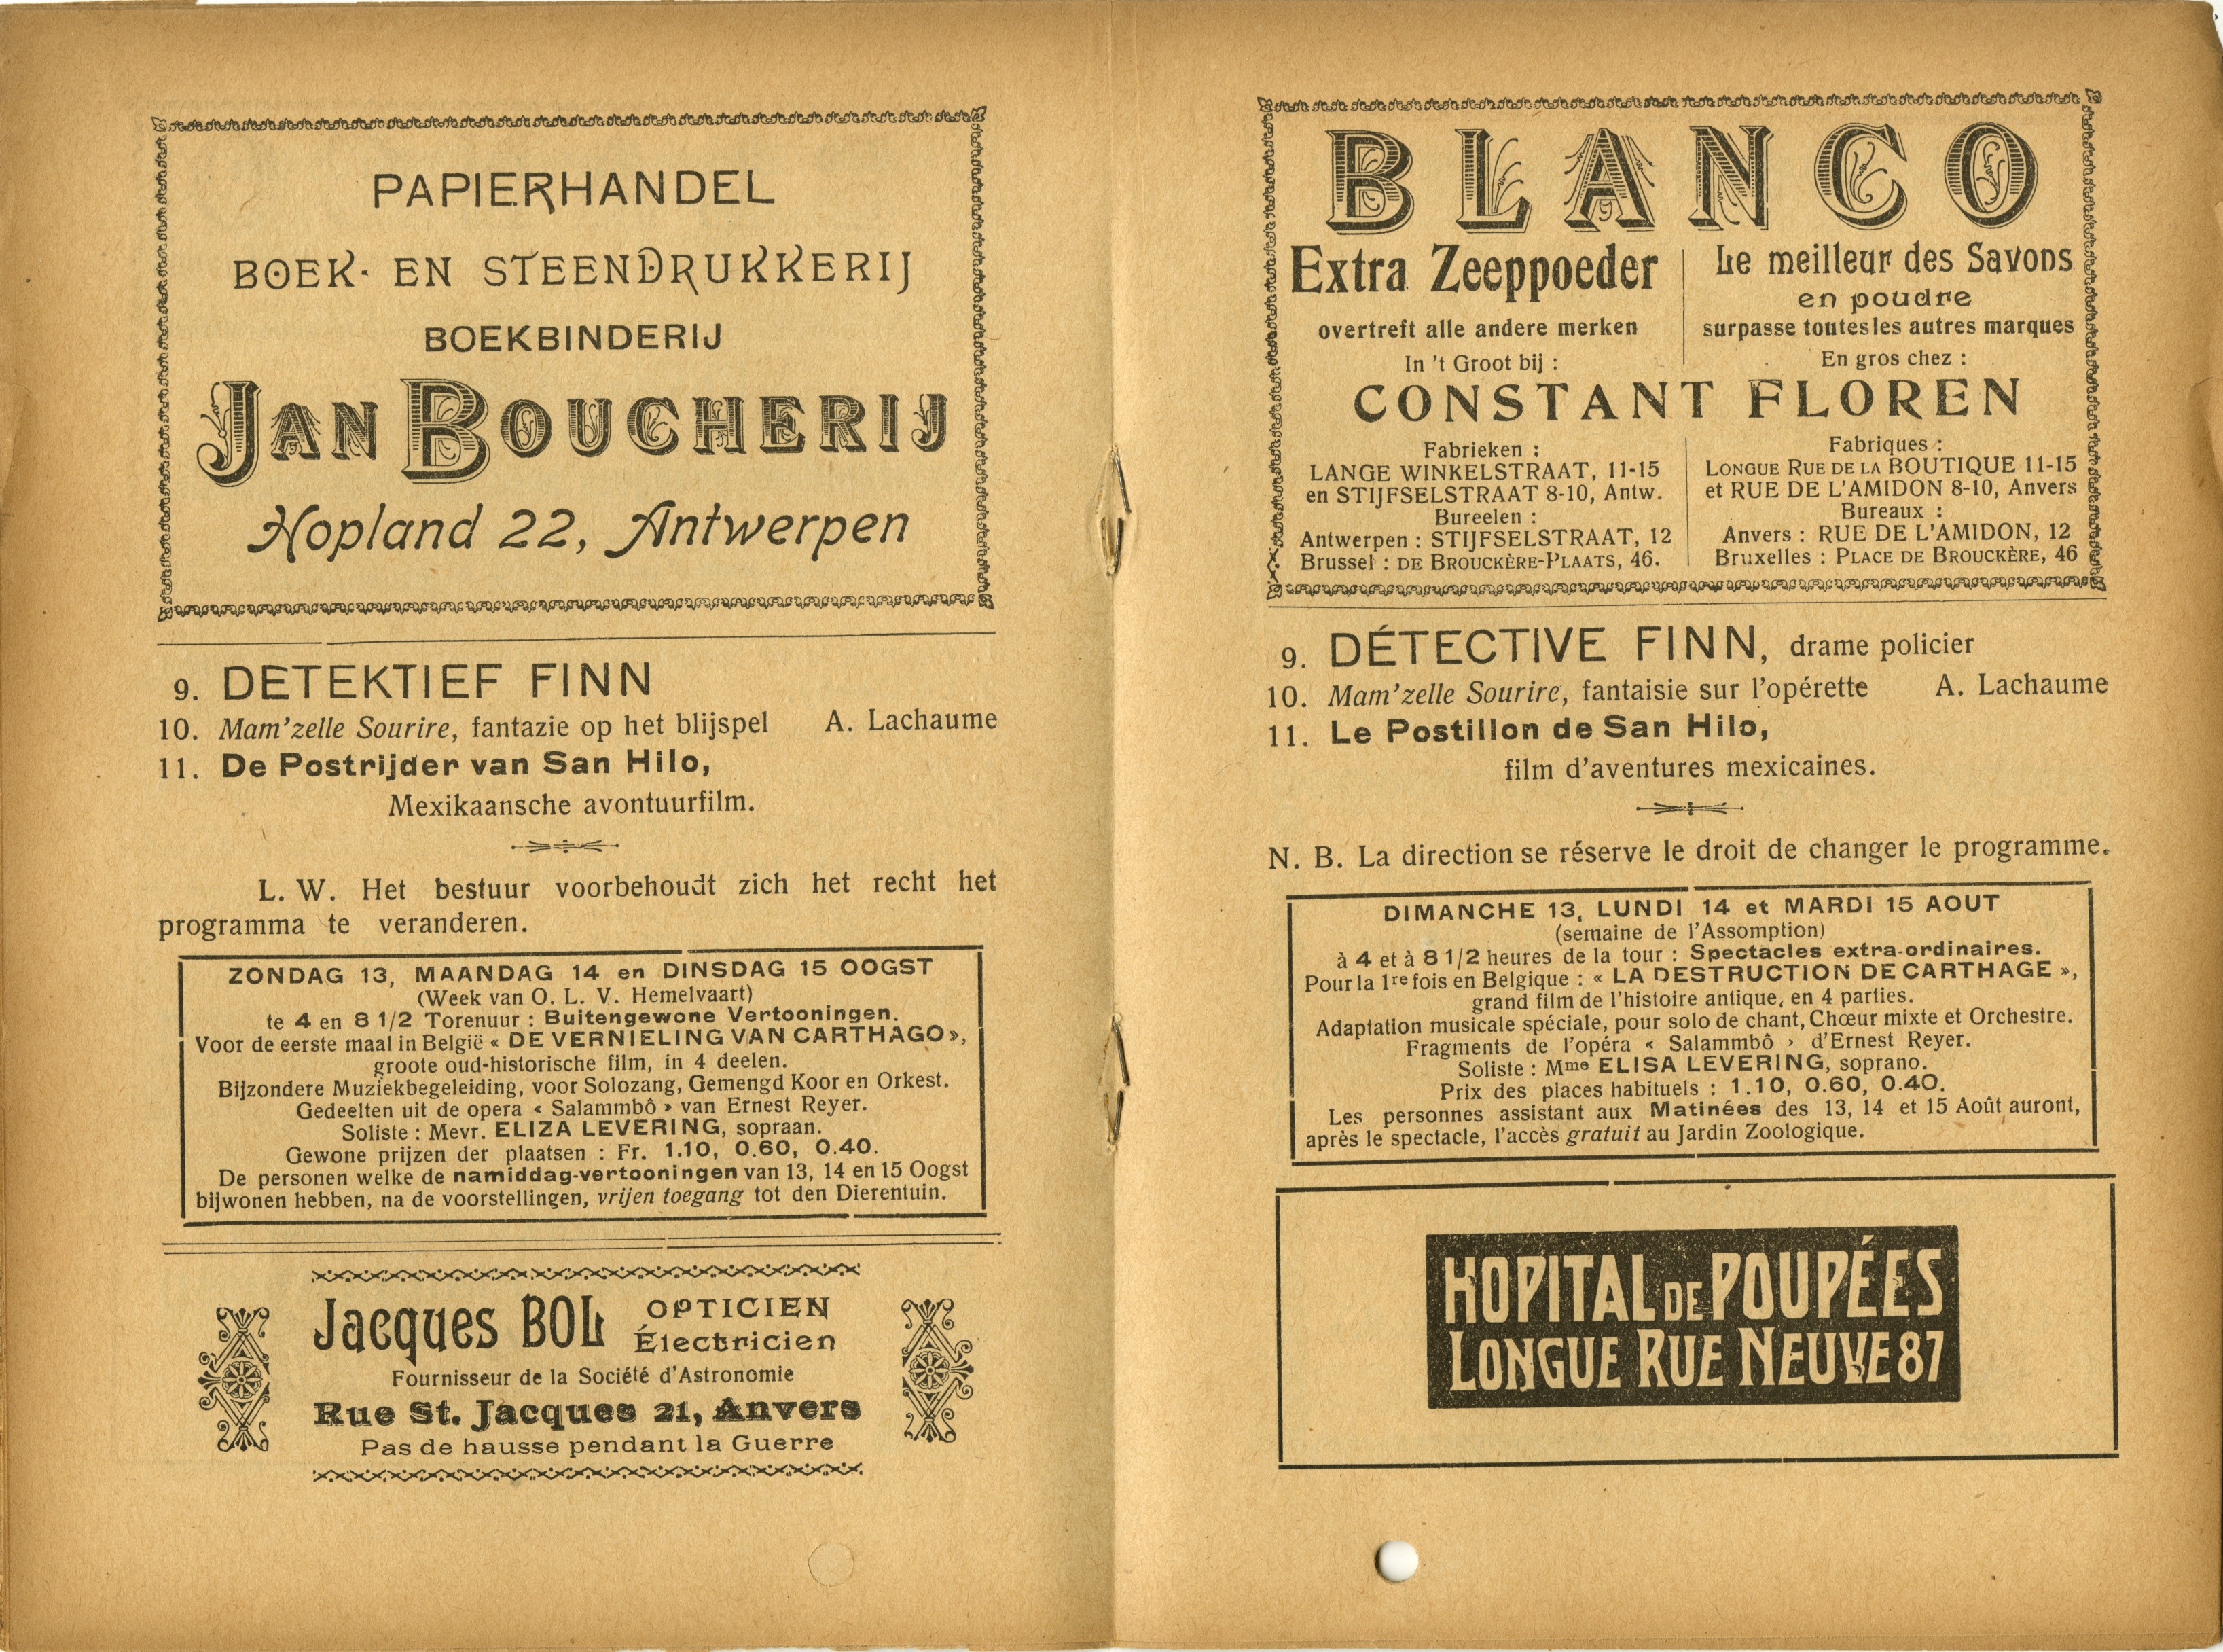 PAPIERHANDEL
BOEK- EN STEENDRUKKERIJ
BOEKBINDERIJ
JAN BOUCHERIJ
Hopland 22, Antwerpen
9. DETEKTIEF FINN
10. Mam'zelle Sourire, fantazie op het blijspel A. Lachaume
11. De Postrijder van San Hilo,
Mexikaansche avontuurfilm.
L. W. Het bestuur voorbehoudt zich het recht het
programma te veranderen.
ZONDAG 13, MAANDAG 14 en DINSDAG 15 OOGST
(Week van O. L. V. Hemelvaart)
te 4 en 8 1/2 Torenuur : Buitengewone Vertooningen.
Voor de eerste maal in België « DE VERNIELING VAN CARTHAGO »,
groote oud-historische film, in 4 deelen.
Bijzondere Muziekbegeleiding, voor Solozang, Gemengd Koor en Orkest.
Gedeelten uit de opera « Salammbô » van Ernest Reyer.
Soliste : Mevr. ELIZA LEVERING, sopraan.
Gewone prijzen der plaatsen : Fr. 1.10, 0.60, 0.40.
De personen welke de namiddag-vertooningen van 13, 14 en 15 Oogst
bijwonen hebben, na de voorstellingen, vrijen toegang tot den Dierentuin.
Jacques BOL OPTICIEN
Électricien
Fournisseur de la Société d'Astronomie
Rue St. Jacques 21, Anvers
Pas de hausse pendant la Guerre
BLANCO
Extra Zeeppoeder
overtreft alle andere merken
In 't Groot bij :
Le meilleur des Savons
en poudre
surpasse toutes les autres marques
En gros chez :
CONSTANT FLOREN
Fabrieken :
LANGE WINKELSTRAAT, 11-15
en STIJFSELSTRAAT 8-10, Antw.
Bureelen :
Antwerpen : STIJFSELSTRAAT, 12
Brussel : DE BROUCKÈRE-PLAATS, 46.
Fabriques :
LONGUE RUE DE LA BOUTIQUE 11-15
et RUE DE L'AMIDON 8-10, Anvers
Bureaux :
Anvers : RUE DE L'AMIDON, 12
Bruxelles : PLACE DE BROUCKÈRE, 46
9. DÉTECTIVE FINN, drame policier
10. Mam'zelle Sourire, fantaisie sur l'opérette A. Lachaume
11. Le Postillon de San Hilo,
film d'aventures mexicaines.
N. B. La direction se réserve le droit de changer le programme.
DIMANCHE 13, LUNDI 14 et MARDI 15 AOUT
(semaine de l'Assomption)
à 4 et à 8 1/2 heures de la tour : Spectacles extra-ordinaires.
Pour la 1re fois en Belgique : « LA DESTRUCTION DE CARTHAGE »,
grand film de l'histoire antique, en 4 parties.
Adaptation musicale spéciale, pour solo de chant, Chœur mixte et Orchestre.
Fragments de l'opéra « Salammbô › d'Ernest Reyer.
Soliste : Mme ELISA LEVERING, soprano.
Prix des places habituels : 1.10, 0.60, 0.40.
Les personnes assistant aux Matinées des 13, 14 et 15 Août auront,
après le spectacle, l'accès gratuit au Jardin Zoologique.
HOPITAL DE POUPÉES
LONGUE RUE NEUVE 87